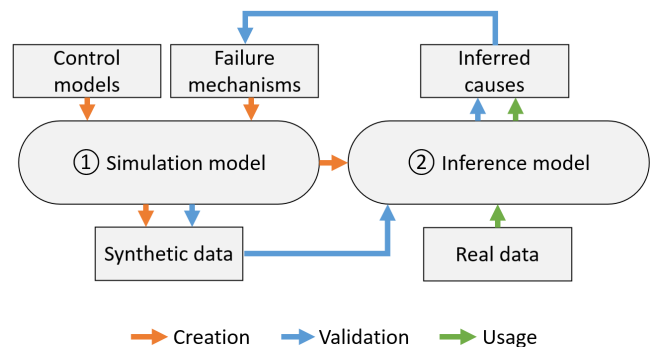 Control
models
Failure
mechanisms
Inferred
causes
① Simulation model
② Inference model
Synthetic data
Real data
Creation
Validation
Usage